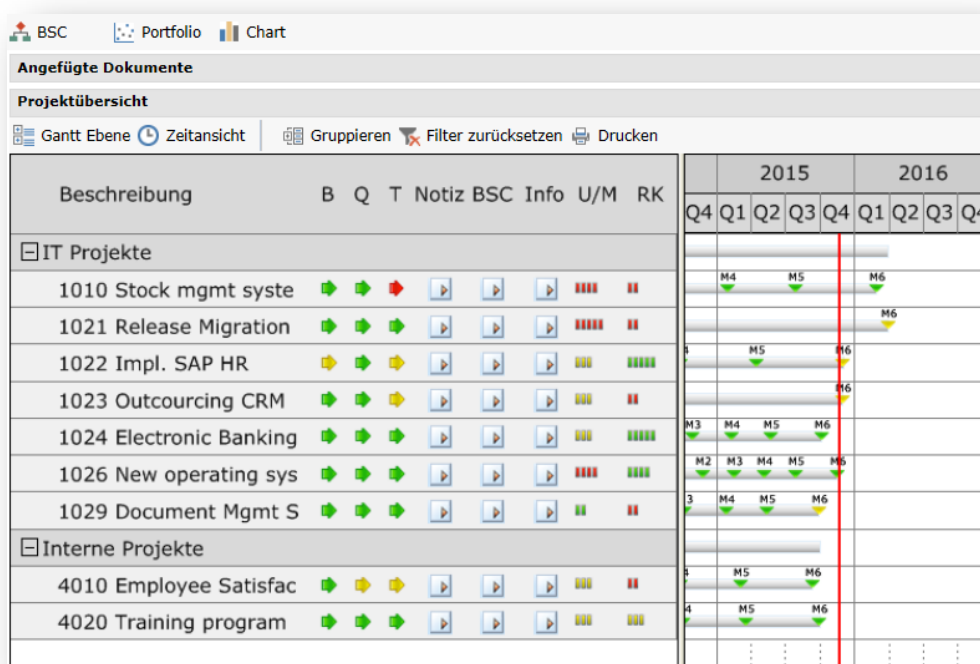 BSC Portfolio Chart
Angefügte Dokumente
Projektübersicht
Gantt Ebene Zeitansicht Gruppieren Filter zurücksetzen Drucken
2015 2016
Beschreibung B Q T Notiz BSC Info U/M RK
Q4 Q1 Q2 Q3 Q4 Q1 Q2 Q3 Q4
IT Projekte
1010 Stock mgmt syste M4 M5 M6
1021 Release Migration M6
1022 Impl. SAP HR M5 M6
1023 Outcourcing CRM M6
1024 Electronic Banking M3 M4 M5 M6
1026 New operating sys M2 M3 M4 M5 M6
1029 Document Mgmt S 3 M4 M5 M6
Interne Projekte
4010 Employee Satisfac M5 M6
4020 Training program 4 M5 M6